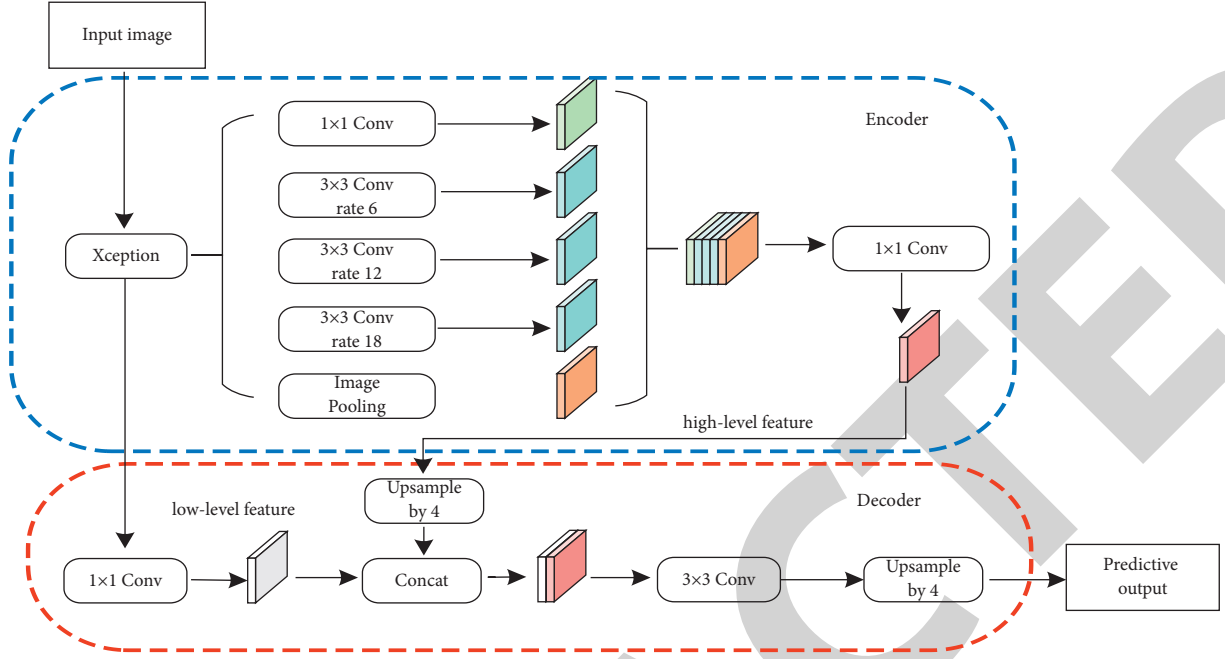 Input image
Encoder
1×1 Conv
3×3 Conv
rate 6
Xception
3×3 Conv
rate 12
1×1 Conv
3×3 Conv
rate 18
Image
Pooling
high-level feature
Decoder
Upsample
by 4
low-level feature
1×1 Conv
Concat
3×3 Conv
Upsample
by 4
Predictive
output
CTED